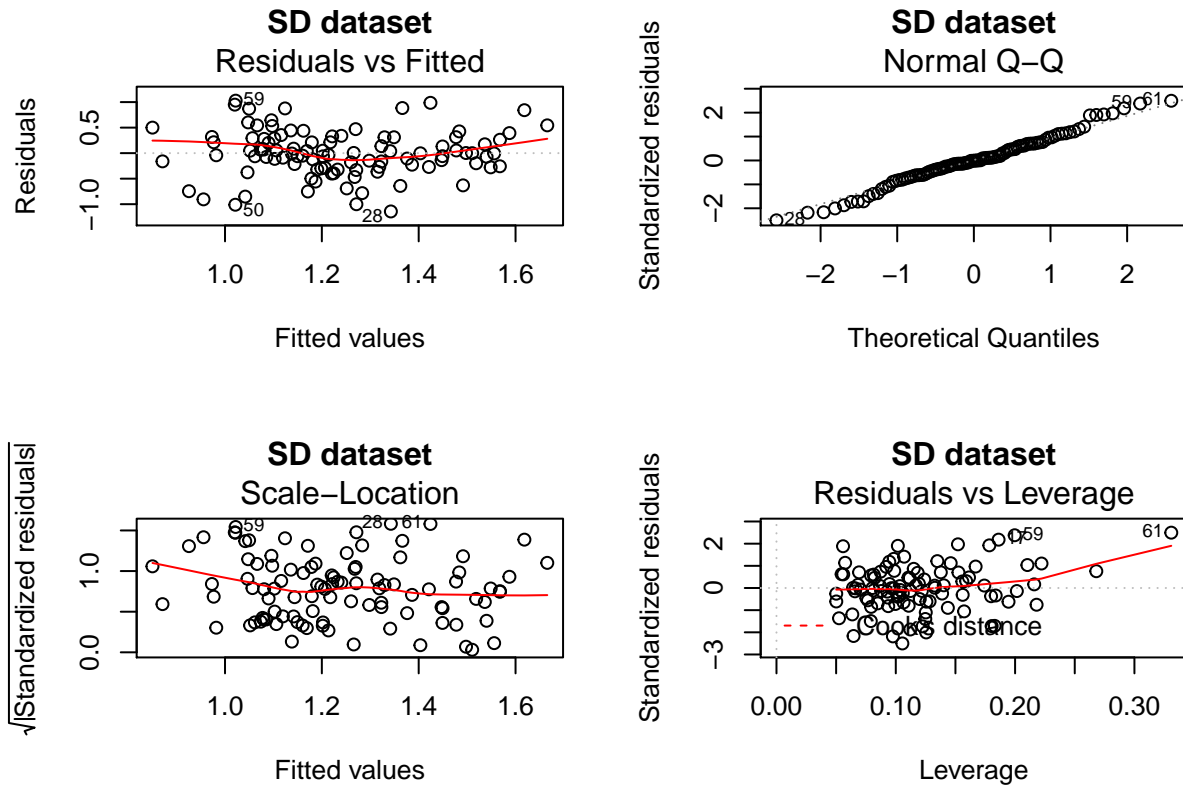 SD dataset
Residuals vs Fitted
Residuals
0.5
−1.0
59
50
28
1.0 1.2 1.4 1.6
Fitted values
SD dataset
Normal Q−Q
Standardized residuals
2
0
−2
59 61
28
−2 −1 0 1 2
Theoretical Quantiles
SD dataset
Scale−Location
√|Standardized residuals|
1.0
0.0
59
28 61
1.0 1.2 1.4 1.6
Fitted values
SD dataset
Residuals vs Leverage
Standardized residuals
2
0
−3
59
61
Cook's distance
0.00 0.10 0.20 0.30
Leverage